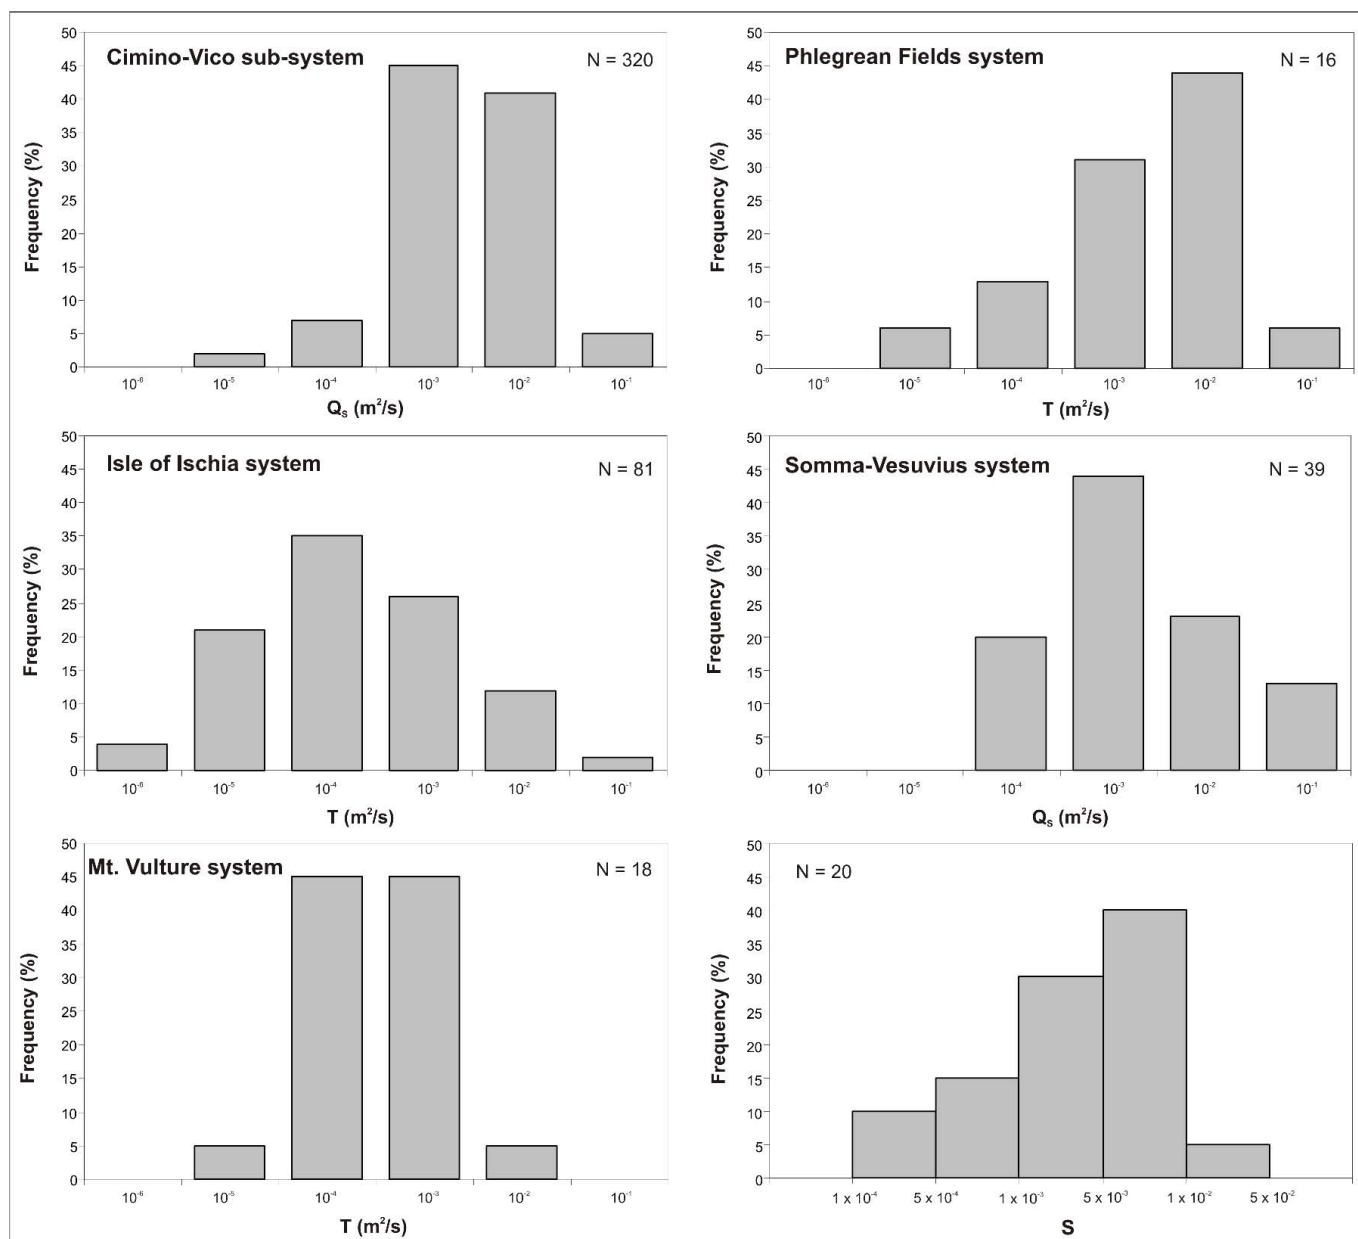 Cimino-Vico sub-system
N = 320
Frequency (%)
50
45
40
35
30
25
20
15
10
5
0
10⁻⁶ 10⁻⁵ 10⁻⁴ 10⁻³ 10⁻² 10⁻¹
Qₛ (m²/s)
Phlegrean Fields system
N = 16
Frequency (%)
50
45
40
35
30
25
20
15
10
5
0
10⁻⁶ 10⁻⁵ 10⁻⁴ 10⁻³ 10⁻² 10⁻¹
T (m²/s)
Isle of Ischia system
N = 81
Frequency (%)
50
45
40
35
30
25
20
15
10
5
0
10⁻⁶ 10⁻⁵ 10⁻⁴ 10⁻³ 10⁻² 10⁻¹
T (m²/s)
Somma-Vesuvius system
N = 39
Frequency (%)
50
45
40
35
30
25
20
15
10
5
0
10⁻⁶ 10⁻⁵ 10⁻⁴ 10⁻³ 10⁻² 10⁻¹
Qₛ (m²/s)
Mt. Vulture system
N = 18
Frequency (%)
50
45
40
35
30
25
20
15
10
5
0
10⁻⁶ 10⁻⁵ 10⁻⁴ 10⁻³ 10⁻² 10⁻¹
T (m²/s)
N = 20
Frequency (%)
50
45
40
35
30
25
20
15
10
5
0
1 x 10⁻⁴ 5 x 10⁻⁴ 1 x 10⁻³ 5 x 10⁻³ 1 x 10⁻² 5 x 10⁻²
S